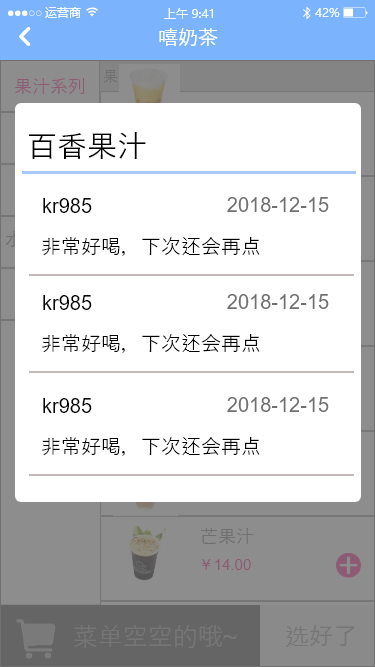 运营商 上午 9:41 42%
嘻奶茶
果汁系列
果
百香果汁
kr985 2018-12-15
非常好喝，下次还会再点
kr985 2018-12-15
非常好喝，下次还会再点
kr985 2018-12-15
非常好喝，下次还会再点
芒果汁
￥14.00
菜单空空的哦~ 选好了